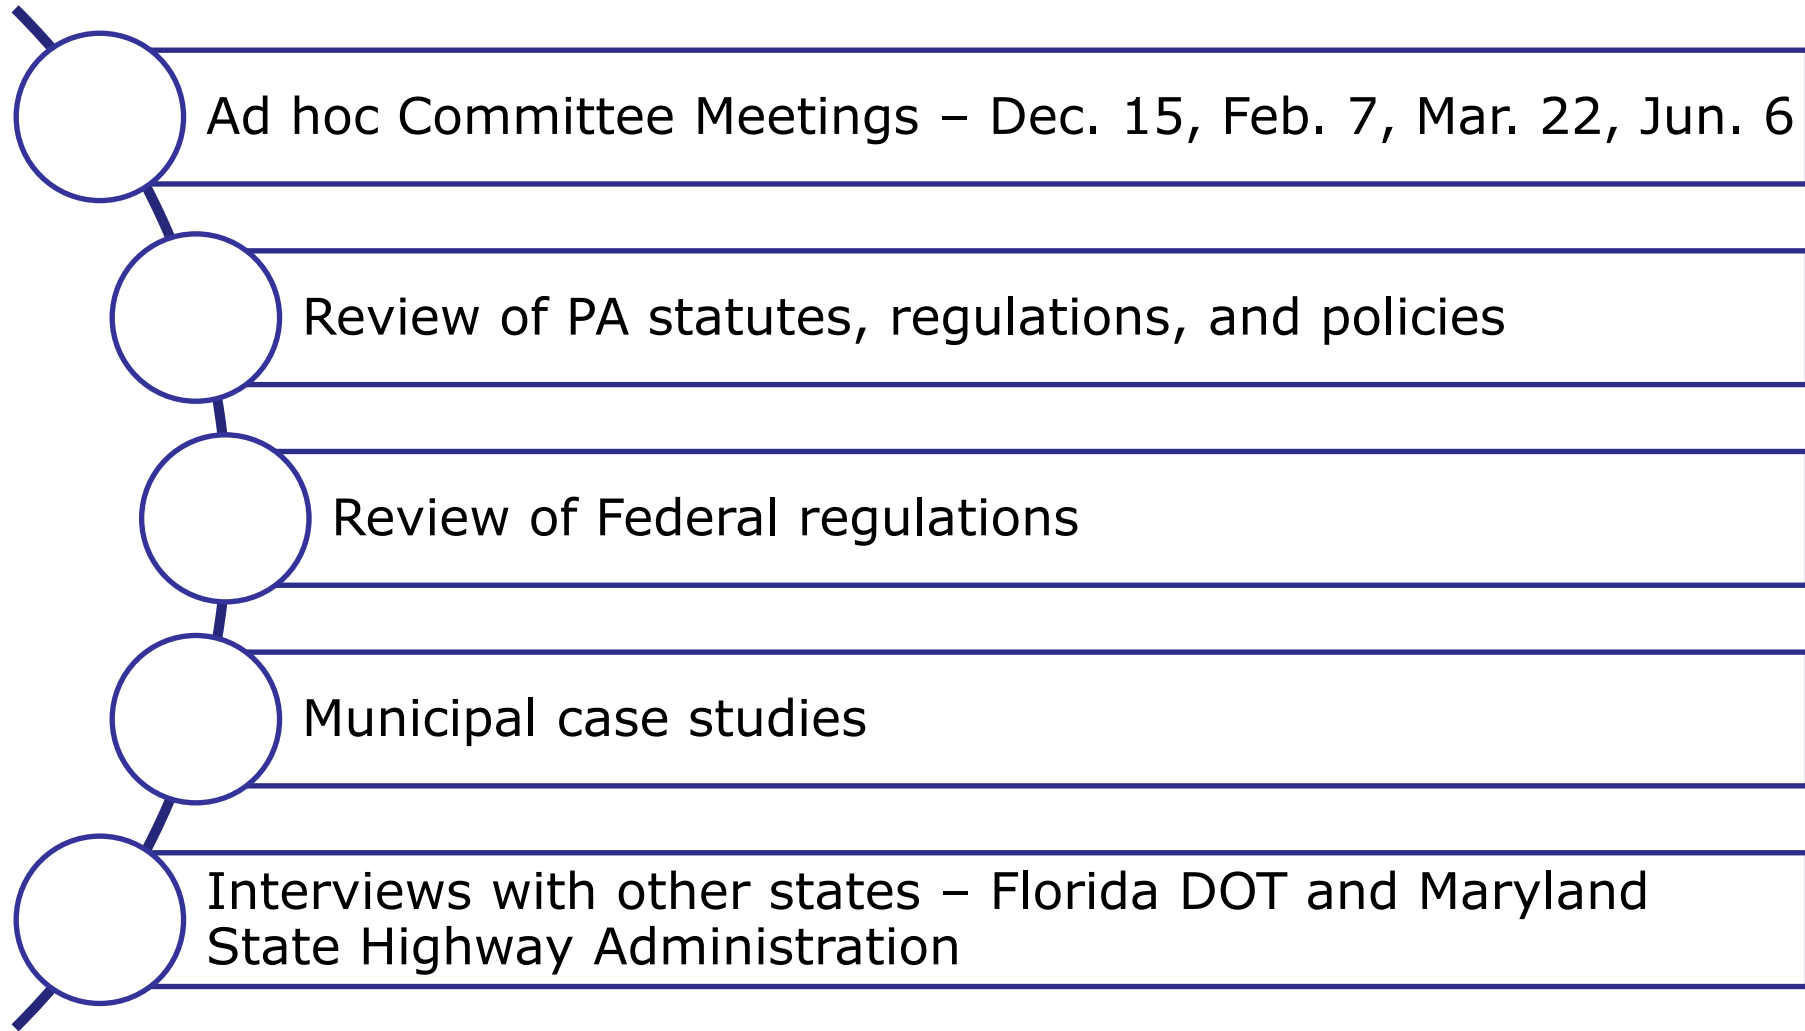 Ad hoc Committee Meetings – Dec. 15, Feb. 7, Mar. 22, Jun. 6
Review of PA statutes, regulations, and policies
Review of Federal regulations
Municipal case studies
Interviews with other states – Florida DOT and Maryland
State Highway Administration